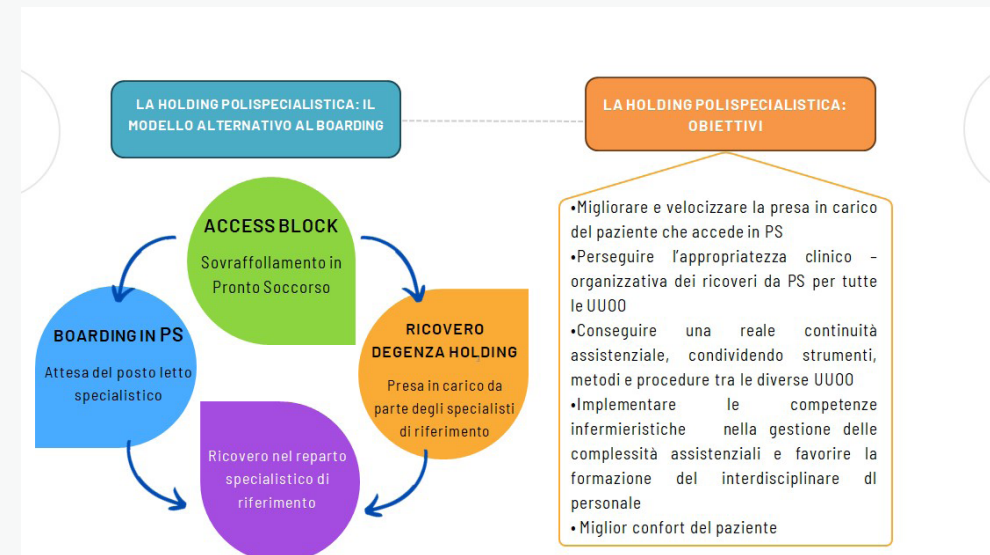 LA HOLDING POLISPECIALISTICA: IL
MODELLO ALTERNATIVO AL BOARDING
LA HOLDING POLISPECIALISTICA:
OBIETTIVI
ACCESS BLOCK
Sovraffollamento in
Pronto Soccorso
BOARDING IN PS
Attesa del posto letto
specialistico
RICOVERO
DEGENZA HOLDING
Presa in carico da
parte degli specialisti
di riferimento
Ricovero nel reparto
specialistico di
riferimento
•Migliorare e velocizzare la presa in carico
del paziente che accede in PS
•Perseguire l'appropriatezza clinico –
organizzativa dei ricoveri da PS per tutte
le UUOO
•Conseguire una reale continuità
assistenziale, condividendo strumenti,
metodi e procedure tra le diverse UUOO
•Implementare le competenze
infermieristiche nella gestione delle
complessità assistenziali e favorire la
formazione del interdisciplinare dl
personale
• Miglior confort del paziente